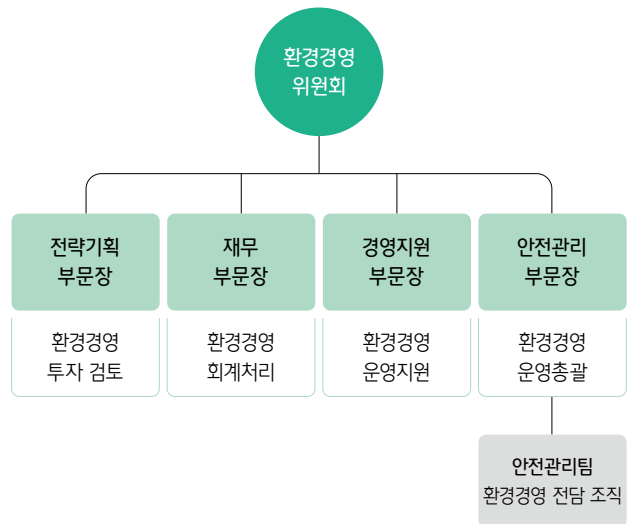 환경경영
위원회
전략기획
부문장
환경경영
투자 검토
재무
부문장
환경경영
회계처리
경영지원
부문장
환경경영
운영지원
안전관리
부문장
환경경영
운영총괄
안전관리팀
환경경영 전담 조직